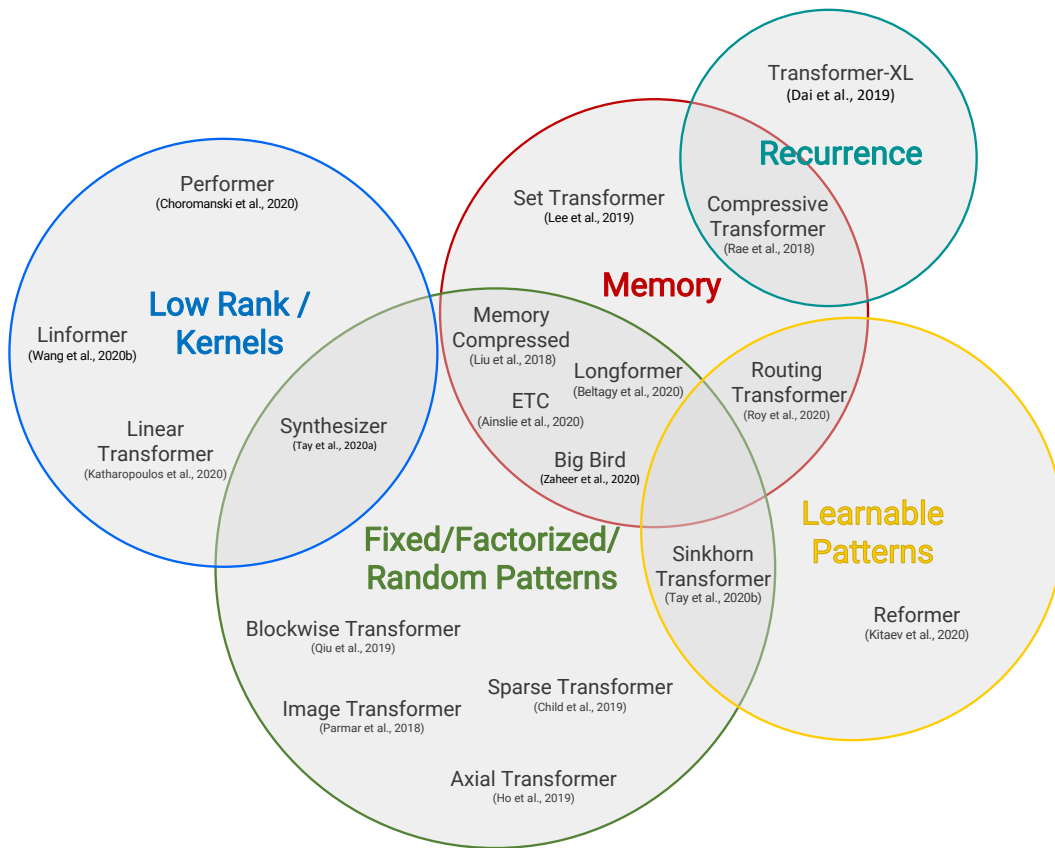 Transformer-XL
(Dai et al., 2019)
Recurrence
Performer
(Choromanski et al., 2020)
Set Transformer
(Lee et al., 2019)
Compressive
Transformer
(Rae et al., 2018)
Memory
Low Rank /
Kernels
Linformer
(Wang et al., 2020b)
Memory
Compressed
(Liu et al., 2018)
Longformer
(Beltagy et al., 2020)
Routing
Transformer
(Roy et al., 2020)
ETC
(Ainslie et al., 2020)
Linear
Transformer
(Katharopoulos et al., 2020)
Synthesizer
(Tay et al., 2020a)
Big Bird
(Zaheer et al., 2020)
Learnable
Patterns
Fixed/Factorized/
Random Patterns
Sinkhorn
Transformer
(Tay et al., 2020b)
Reformer
(Kitaev et al., 2020)
Blockwise Transformer
(Qiu et al., 2019)
Sparse Transformer
(Child et al., 2019)
Image Transformer
(Parmar et al., 2018)
Axial Transformer
(Ho et al., 2019)